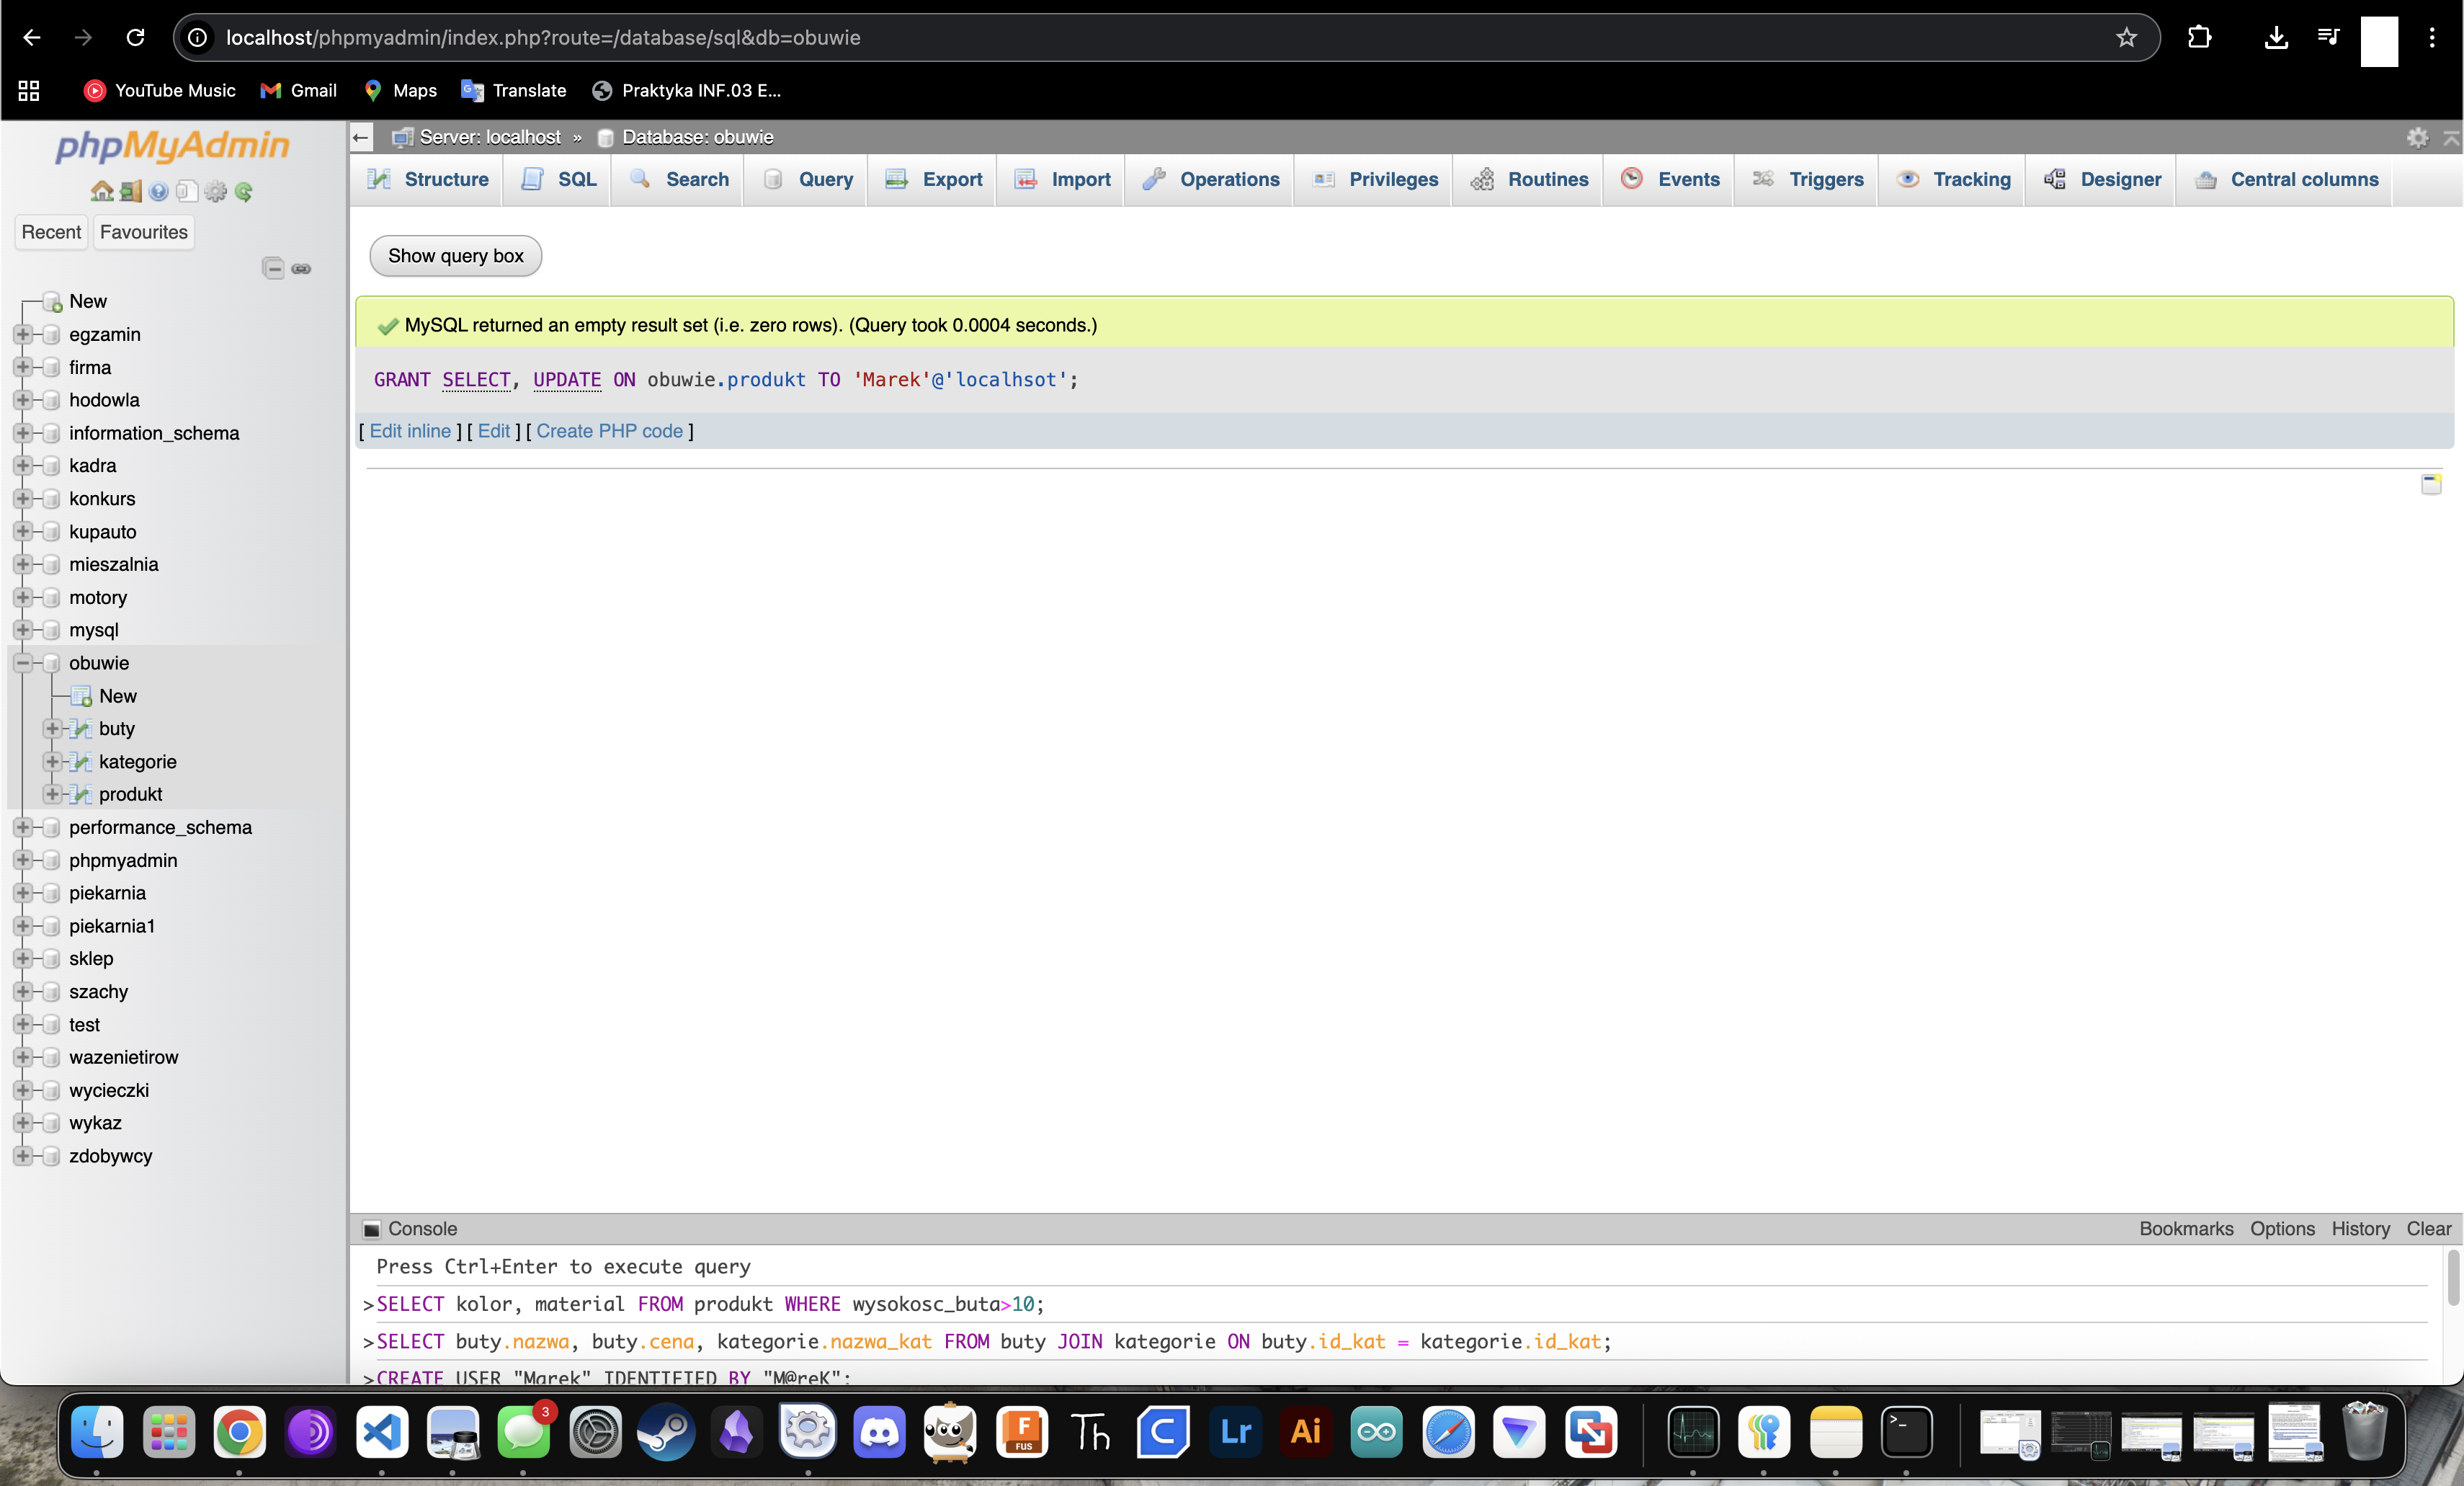 localhost/phpmyadmin/index.php?route=/database/sql&db=obuwie
YouTube Music Gmail Maps Translate Praktyka INF.03 E...
phpMyAdmin
Recent Favourites
New
egzamin
firma
hodowla
information_schema
kadra
konkurs
kupauto
mieszalnia
motory
mysql
obuwie
New
buty
kategorie
produkt
performance_schema
phpmyadmin
piekarnia
piekarnia1
sklep
szachy
test
wazenietirow
wycieczki
wykaz
zdobywcy
Server: localhost » Database: obuwie
Structure SQL Search Query Export Import Operations Privileges Routines Events Triggers Tracking Designer Central columns
Show query box
MySQL returned an empty result set (i.e. zero rows). (Query took 0.0004 seconds.)
GRANT SELECT, UPDATE ON obuwie.produkt TO 'Marek'@'localhsot';
[ Edit inline ] [ Edit ] [ Create PHP code ]
Console Bookmarks Options History Clear
Press Ctrl+Enter to execute query
>SELECT kolor, material FROM produkt WHERE wysokosc_buta>10;
>SELECT buty.nazwa, buty.cena, kategorie.nazwa_kat FROM buty JOIN kategorie ON buty.id_kat = kategorie.id_kat;
>CREATE USER "Marek" IDENTIFIED BY "M@reK";
3
F
FUS
Th
C
Lr
Ai
>_